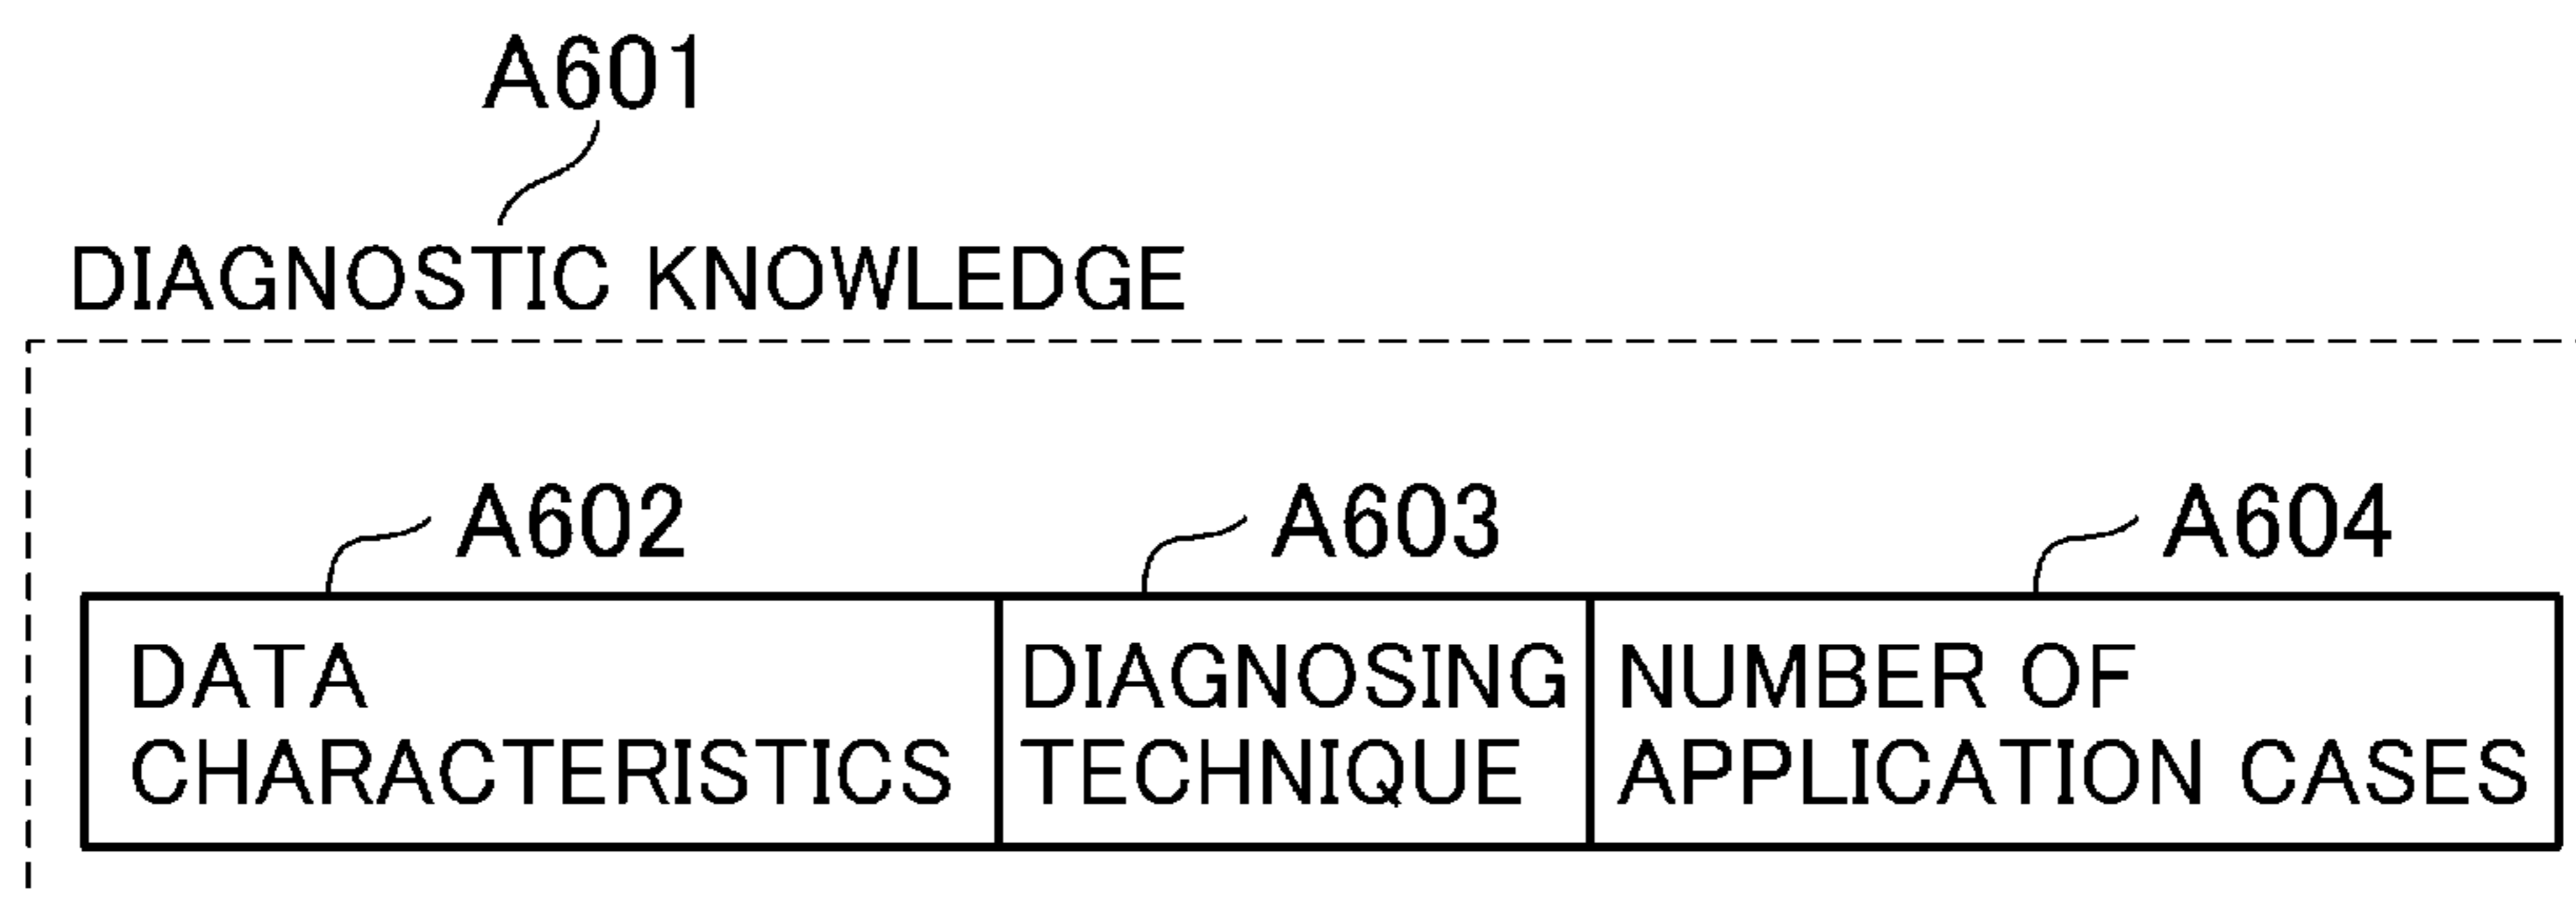 A601
DIAGNOSTIC KNOWLEDGE
A602 A603 A604
DATA
CHARACTERISTICS
DIAGNOSING
TECHNIQUE
NUMBER OF
APPLICATION CASES